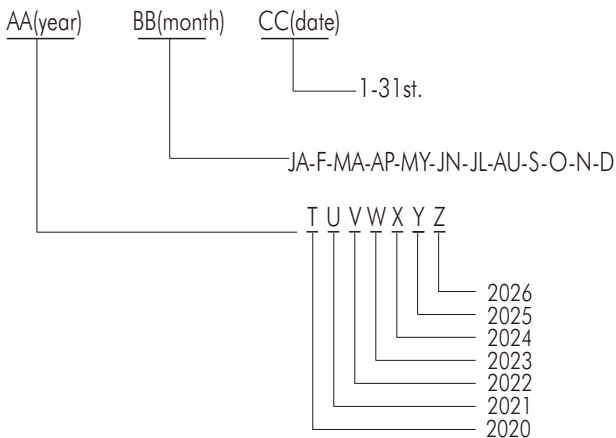 AA(year) BB(month) CC(date)
1-31st.
JA-F-MA-AP-MY-JN-JL-AU-S-O-N-D
T U V W X Y Z
2026
2025
2024
2023
2022
2021
2020